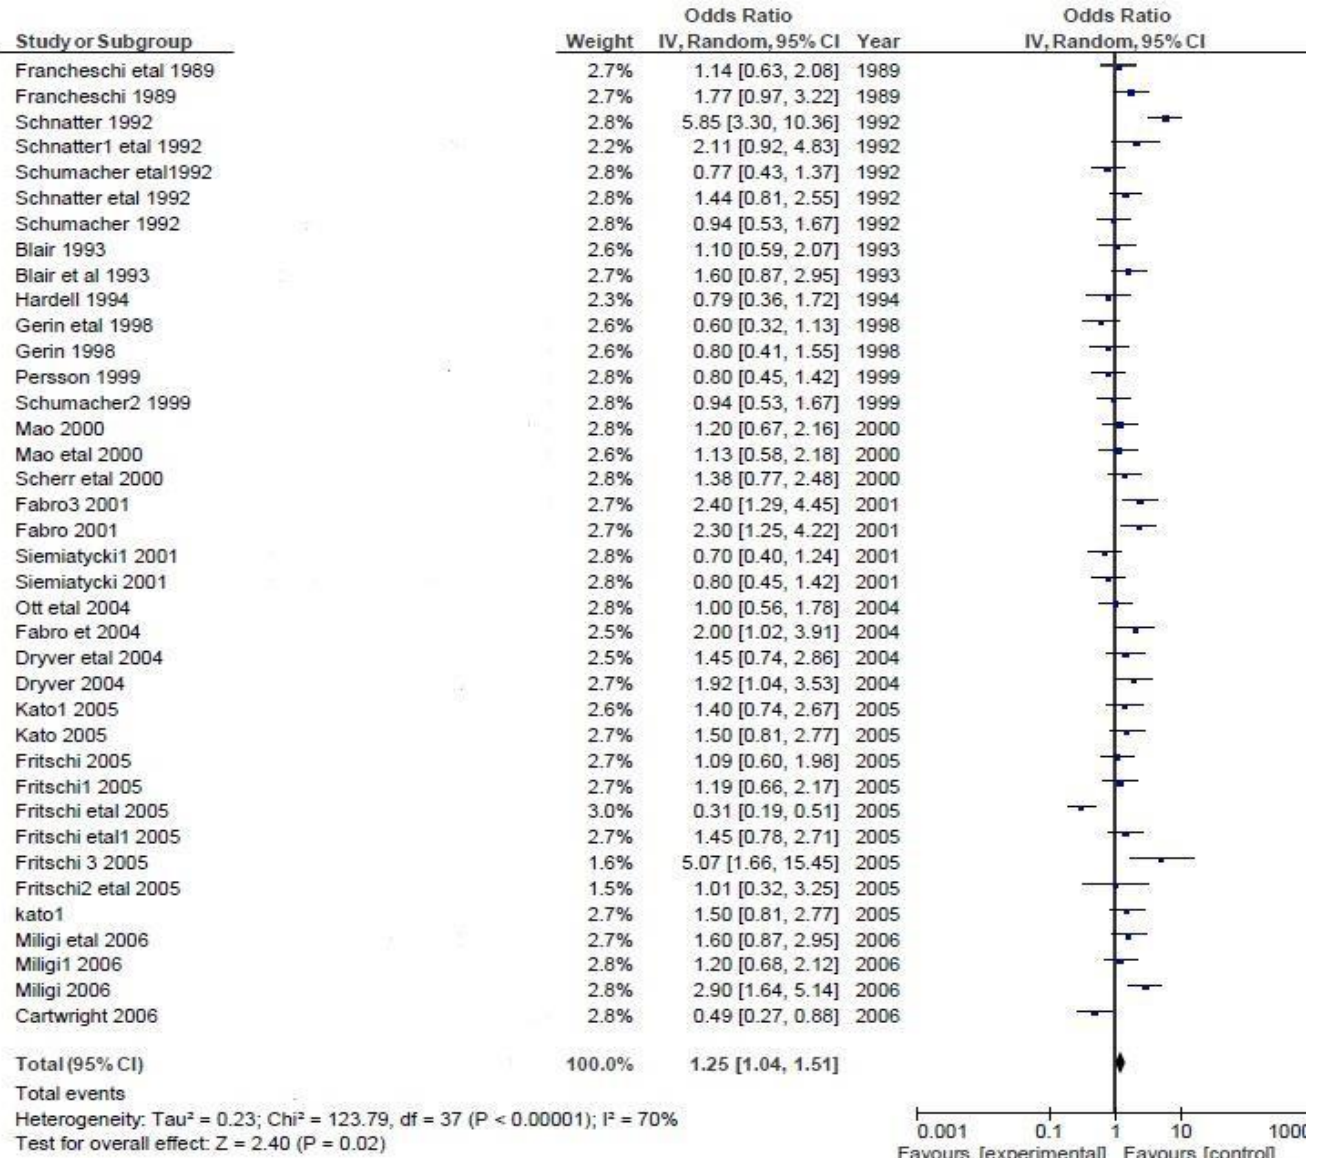 Odds Ratio Odds Ratio
Study or Subgroup Weight IV, Random, 95% CI Year IV, Random, 95% CI
Francheschi etal 1989 2.7% 1.14 [0.63, 2.08] 1989
Francheschi 1989 2.7% 1.77 [0.97, 3.22] 1989
Schnatter 1992 2.8% 5.85 [3.30, 10.36] 1992
Schnatter1 etal 1992 2.2% 2.11 [0.92, 4.83] 1992
Schumacher etal1992 2.8% 0.77 [0.43, 1.37] 1992
Schnatter etal 1992 2.8% 1.44 [0.81, 2.55] 1992
Schumacher 1992 2.8% 0.94 [0.53, 1.67] 1992
Blair 1993 2.6% 1.10 [0.59, 2.07] 1993
Blair et al 1993 2.7% 1.60 [0.87, 2.95] 1993
Hardell 1994 2.3% 0.79 [0.36, 1.72] 1994
Gerin etal 1998 2.6% 0.60 [0.32, 1.13] 1998
Gerin 1998 2.6% 0.80 [0.41, 1.55] 1998
Persson 1999 2.8% 0.80 [0.45, 1.42] 1999
Schumacher2 1999 2.8% 0.94 [0.53, 1.67] 1999
Mao 2000 2.8% 1.20 [0.67, 2.16] 2000
Mao etal 2000 2.6% 1.13 [0.58, 2.18] 2000
Scherr etal 2000 2.8% 1.38 [0.77, 2.48] 2000
Fabro3 2001 2.7% 2.40 [1.29, 4.45] 2001
Fabro 2001 2.7% 2.30 [1.25, 4.22] 2001
Siemiatycki1 2001 2.8% 0.70 [0.40, 1.24] 2001
Siemiatycki 2001 2.8% 0.80 [0.45, 1.42] 2001
Ott etal 2004 2.8% 1.00 [0.56, 1.78] 2004
Fabro et 2004 2.5% 2.00 [1.02, 3.91] 2004
Dryver etal 2004 2.5% 1.45 [0.74, 2.86] 2004
Dryver 2004 2.7% 1.92 [1.04, 3.53] 2004
Kato1 2005 2.6% 1.40 [0.74, 2.67] 2005
Kato 2005 2.7% 1.50 [0.81, 2.77] 2005
Fritschi 2005 2.7% 1.09 [0.60, 1.98] 2005
Fritschi1 2005 2.7% 1.19 [0.66, 2.17] 2005
Fritschi etal 2005 3.0% 0.31 [0.19, 0.51] 2005
Fritschi etal1 2005 2.7% 1.45 [0.78, 2.71] 2005
Fritschi 3 2005 1.6% 5.07 [1.66, 15.45] 2005
Fritschi2 etal 2005 1.5% 1.01 [0.32, 3.25] 2005
kato1 2.7% 1.50 [0.81, 2.77] 2005
Miligi etal 2006 2.7% 1.60 [0.87, 2.95] 2006
Miligi1 2006 2.8% 1.20 [0.68, 2.12] 2006
Miligi 2006 2.8% 2.90 [1.64, 5.14] 2006
Cartwright 2006 2.8% 0.49 [0.27, 0.88] 2006
Total (95% CI) 100.0% 1.25 [1.04, 1.51]
Total events
Heterogeneity: Tau² = 0.23; Chi² = 123.79, df = 37 (P < 0.00001); I² = 70%
Test for overall effect: Z = 2.40 (P = 0.02)
0.001 0.1 1 10 1000
Favours [experimental] Favours [control]